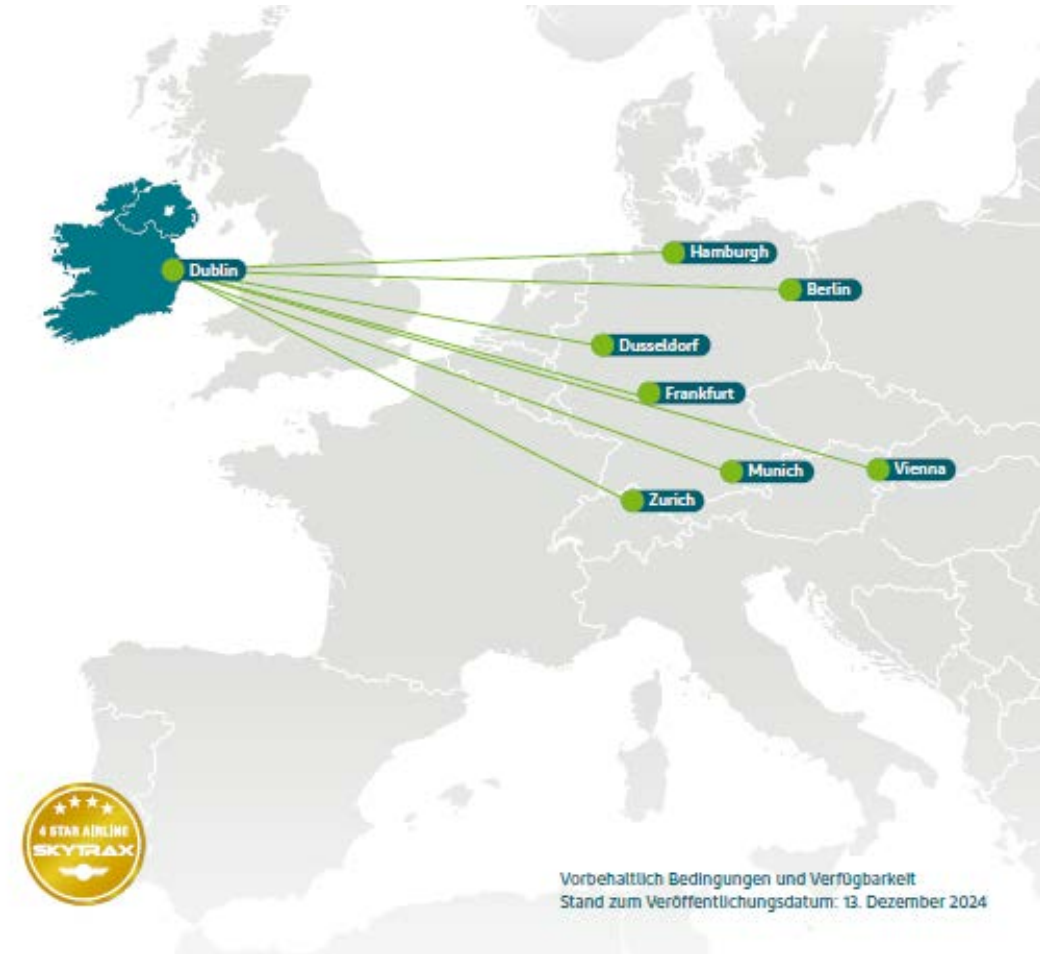 Dublin
Hamburgh
Berlin
Dusseldorf
Frankfurt
Munich
Vienna
Zurich
4 STAR AIRLINE
SKYTRAX
Vorbehaltlich Bedingungen und Verfügbarkeit
Stand zum Veröffentlichungsdatum: 13. Dezember 2024